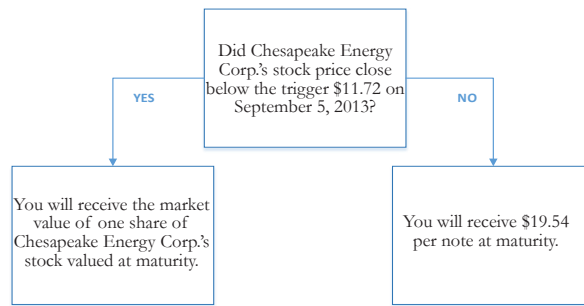 Did Chesapeake Energy
Corp.'s stock price close
below the trigger $11.72 on
September 5, 2013?
YES
NO
You will receive the market
value of one share of
Chesapeake Energy Corp.'s
stock valued at maturity.
You will receive $19.54
per note at maturity.